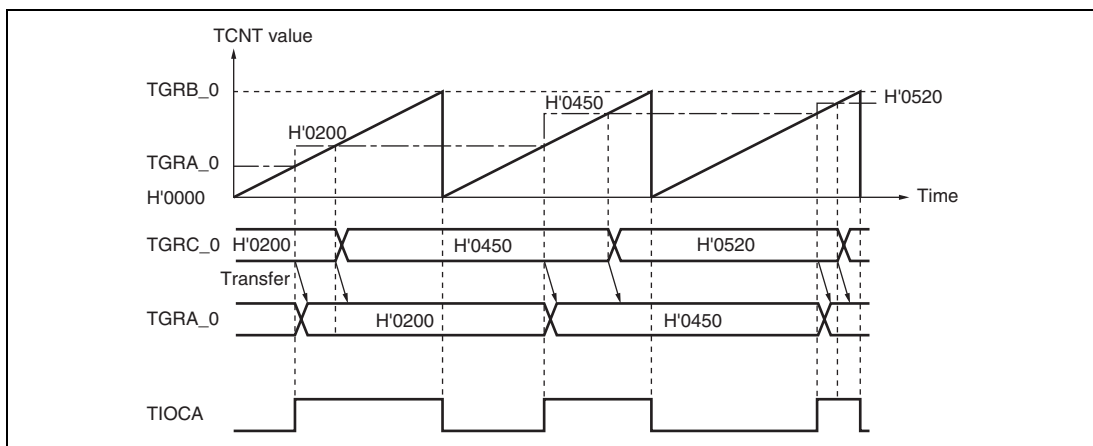 TCNT value
TGRB_0
H'0450
H'0520
H'0200
TGRA_0
H'0000
Time
TGRC_0
H'0200
H'0450
H'0520
Transfer
TGRA_0
H'0200
H'0450
TIOCA